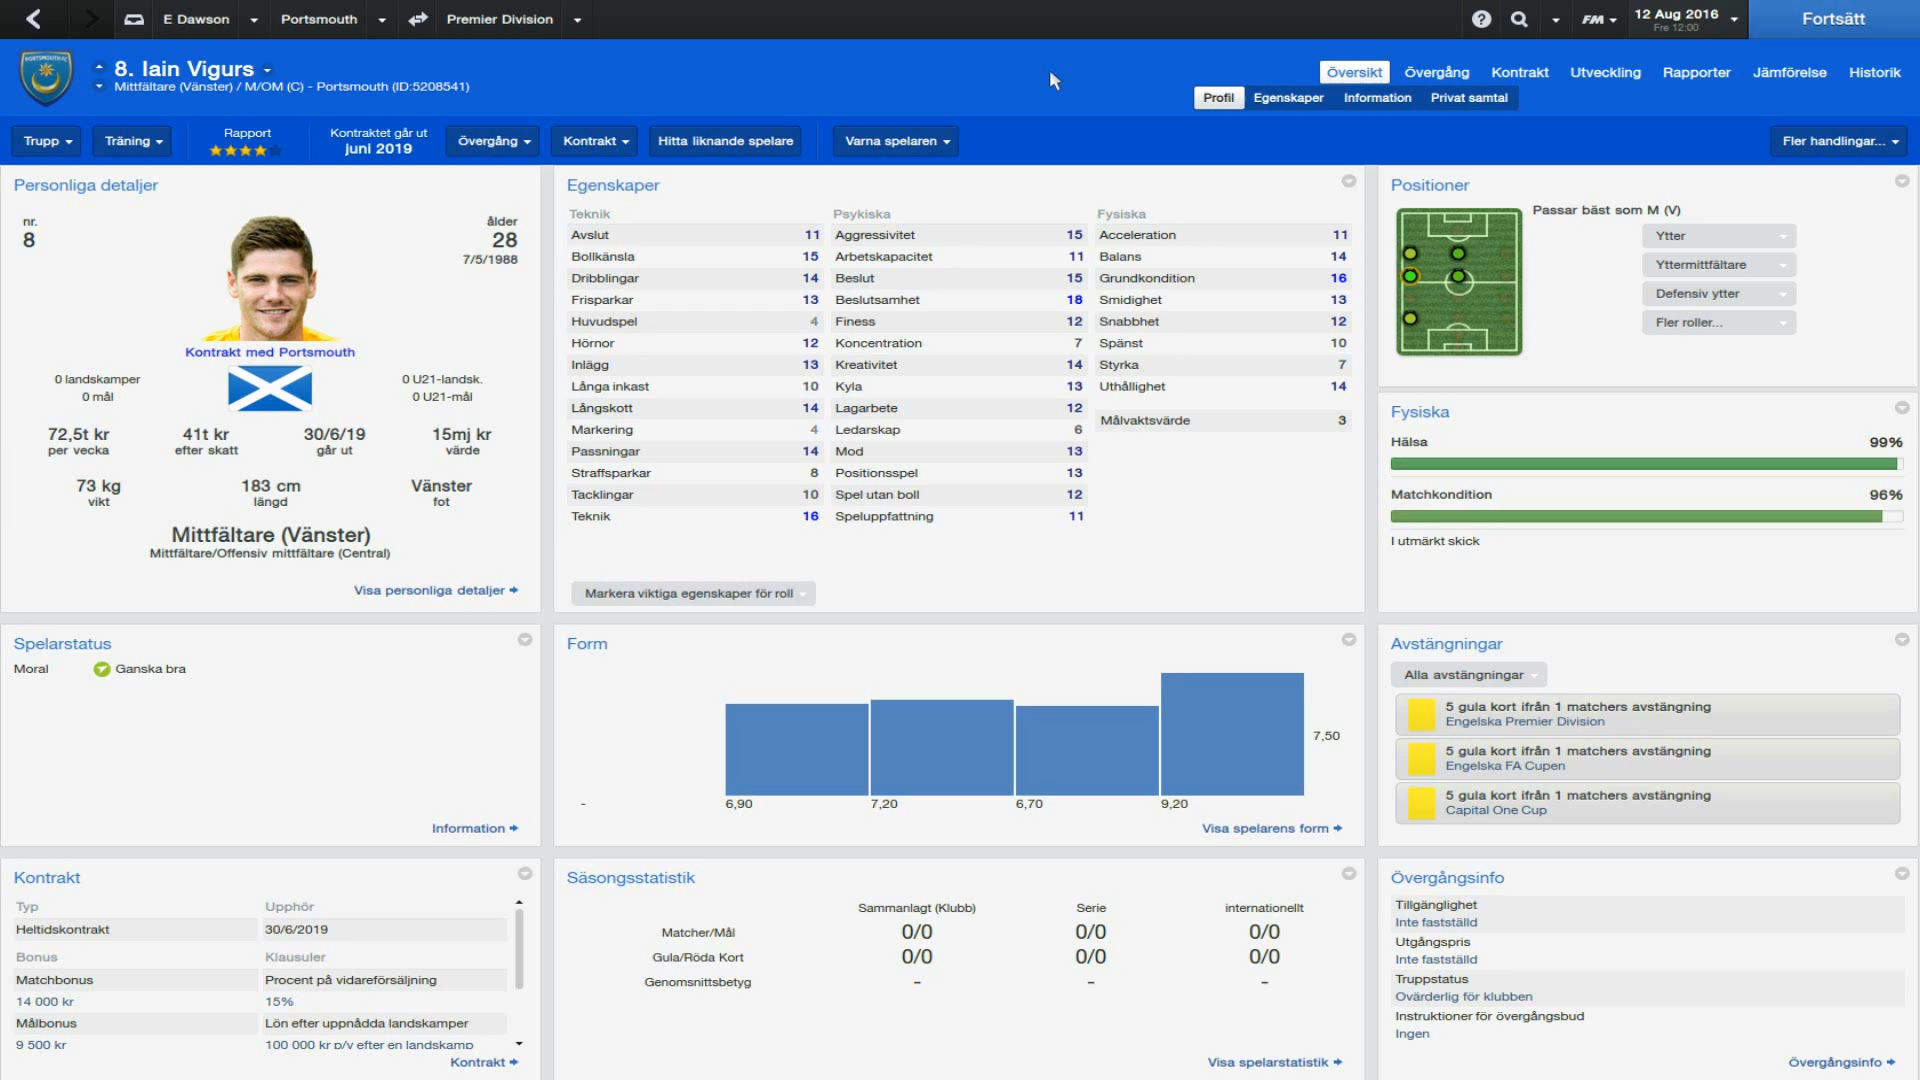 E Dawson
Portsmouth
Premier Division
FM
12 Aug 2016
Fre 12:00
Fortsätt
PORTSMOUTH FC
8. Iain Vigurs
Mittfältare (Vänster) / M/OM (C) - Portsmouth (ID:5208541)
Översikt Övergång Kontrakt Utveckling Rapporter Jämförelse Historik
Profil Egenskaper Information Privat samtal
Trupp
Träning
Rapport
Kontraktet går ut
juni 2019
Övergång
Kontrakt
Hitta liknande spelare
Varna spelaren
Fler handlingar...
Personliga detaljer
nr.
8
ålder
28
7/5/1988
Kontrakt med Portsmouth
0 landskamper
0 mål
0 U21-landsk.
0 U21-mål
72,5t kr
per vecka
41t kr
efter skatt
30/6/19
går ut
15mj kr
värde
73 kg
vikt
183 cm
längd
Vänster
fot
Mittfältare (Vänster)
Mittfältare/Offensiv mittfältare (Central)
Visa personliga detaljer
Egenskaper
Teknik Psykiska Fysiska
Avslut 11 Aggressivitet 15 Acceleration 11
Bollkänsla 15 Arbetskapacitet 11 Balans 14
Dribblingar 14 Beslut 15 Grundkondition 16
Frisparkar 13 Beslutsamhet 18 Smidighet 13
Huvudspel 4 Finess 12 Snabbhet 12
Hörnor 12 Koncentration 7 Spänst 10
Inlägg 13 Kreativitet 14 Styrka 7
Långa inkast 10 Kyla 13 Uthållighet 14
Långskott 14 Lagarbete 12
Markering 4 Ledarskap 6 Målvaktsvärde 3
Passningar 14 Mod 13
Straffsparkar 8 Positionsspel 13
Tacklingar 10 Spel utan boll 12
Teknik 16 Speluppfattning 11
Markera viktiga egenskaper för roll
Positioner
Passar bäst som M (V)
Ytter
Yttermittfältare
Defensiv ytter
Fler roller...
Fysiska
Hälsa 99%
Matchkondition 96%
I utmärkt skick
Spelarstatus
Moral Ganska bra
Information
Form
7,50
- 6,90 7,20 6,70 9,20
Visa spelarens form
Avstängningar
Alla avstängningar
5 gula kort ifrån 1 matchers avstängning
Engelska Premier Division
5 gula kort ifrån 1 matchers avstängning
Engelska FA Cupen
5 gula kort ifrån 1 matchers avstängning
Capital One Cup
Kontrakt
Typ Upphör
Heltidskontrakt 30/6/2019
Bonus Klausuler
Matchbonus Procent på vidareförsäljning
14 000 kr 15%
Målbonus Lön efter uppnådda landskamper
9 500 kr 100 000 kr p/v efter en landskamp
Kontrakt
Säsongsstatistik
Sammanlagt (Klubb) Serie internationellt
Matcher/Mål 0/0 0/0 0/0
Gula/Röda Kort 0/0 0/0 0/0
Genomsnittsbetyg - - -
Visa spelarstatistik
Övergångsinfo
Tillgänglighet
Inte fastställd
Utgångspris
Inte fastställd
Truppstatus
Ovärderlig för klubben
Instruktioner för övergångsbud
Ingen
Övergångsinfo